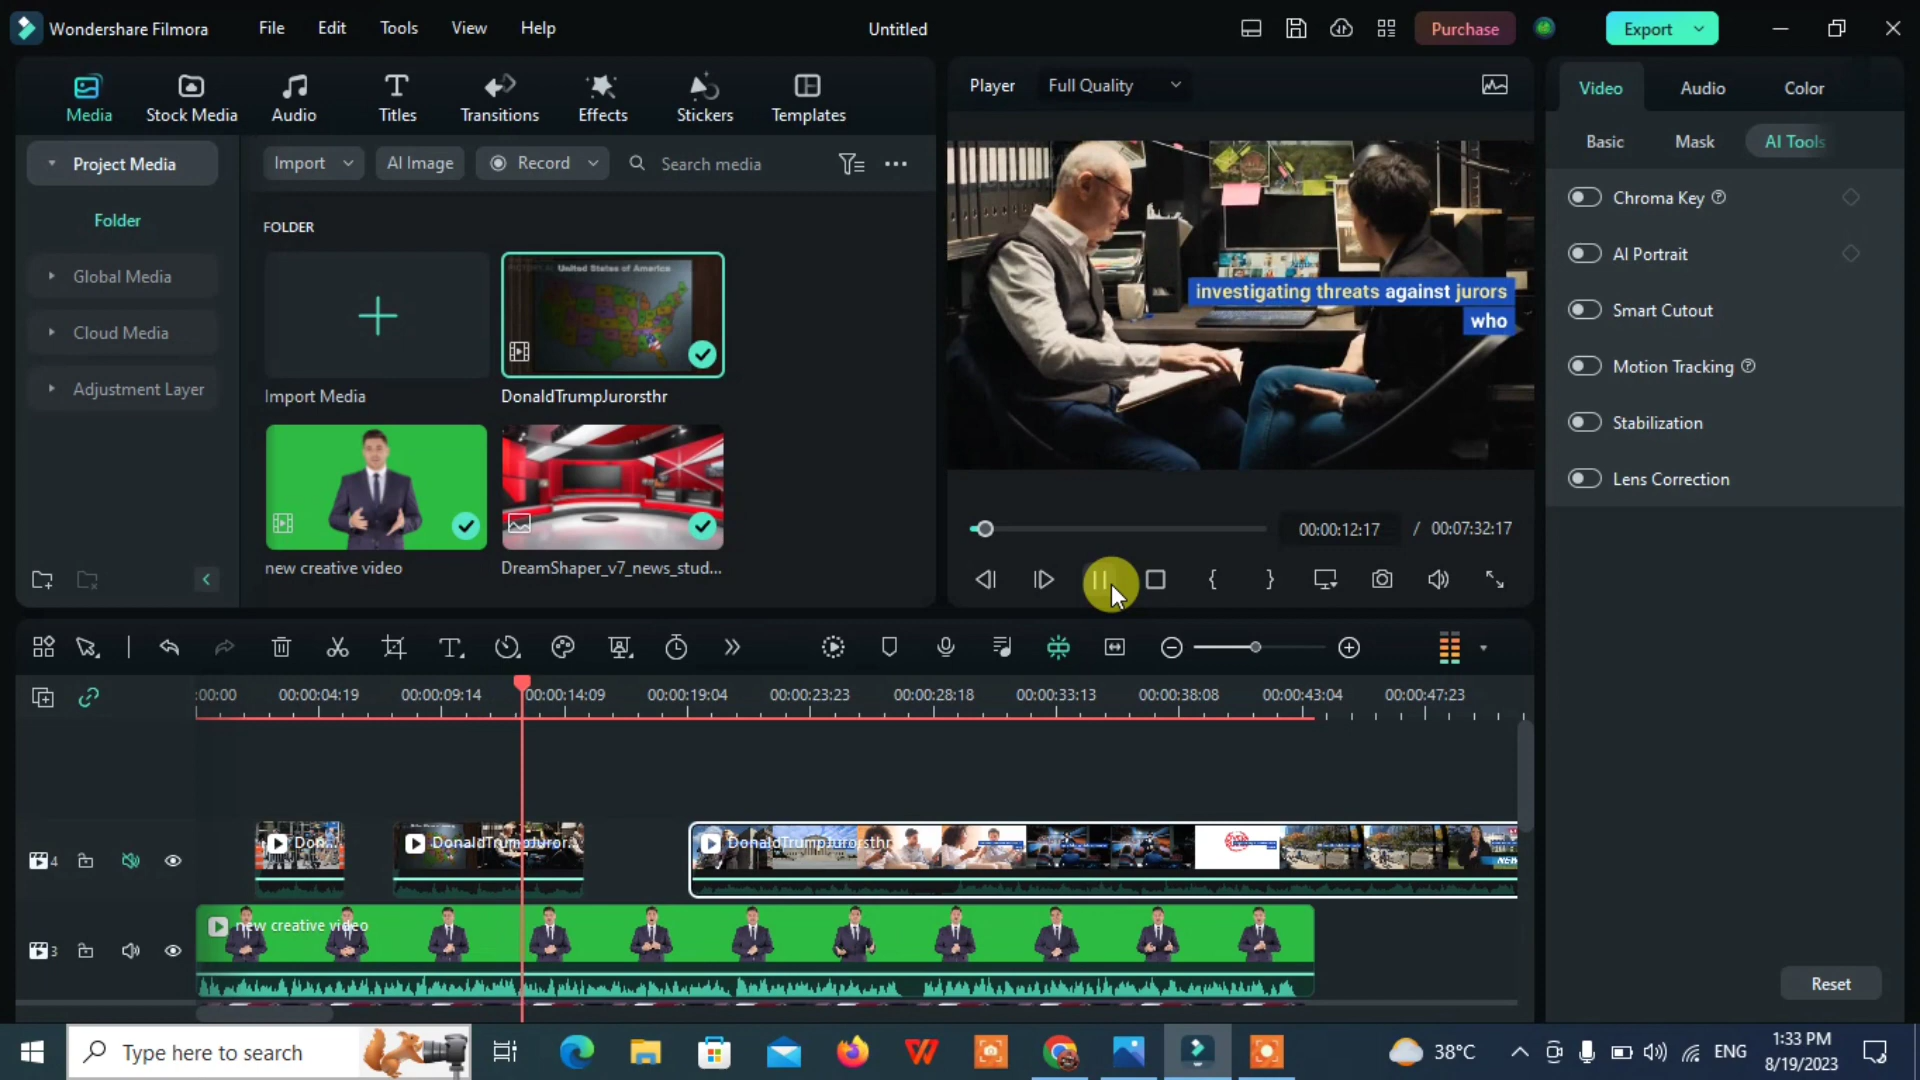 Wondershare Filmora
File
Edit
Tools
View
Help
Untitled
Purchase
Export
Media
Stock Media
Audio
Titles
Transitions
Effects
Stickers
Templates
Player
Full Quality
Video
Audio
Color
Project Media
Import
AI Image
Record
Search media
Basic
Mask
AI Tools
Folder
FOLDER
Global Media
Cloud Media
Adjustment Layer
United States of America
Import Media
DonaldTrumpJurorsthr
new creative video
DreamShaper_v7_news_stud...
investigating threats against jurors
who
00:00:12:17
/ 00:07:32:17
Chroma Key
AI Portrait
Smart Cutout
Motion Tracking
Stabilization
Lens Correction
:00:00
00:00:04:19
00:00:09:14
00:00:14:09
00:00:19:04
00:00:23:23
00:00:28:18
00:00:33:13
00:00:38:08
00:00:43:04
00:00:47:23
4
Don...
DonaldTrumpJuror...
DonaldTrumpJurorsthr
3
new creative video
Reset
Type here to search
38°C
ENG
1:33 PM
8/19/2023